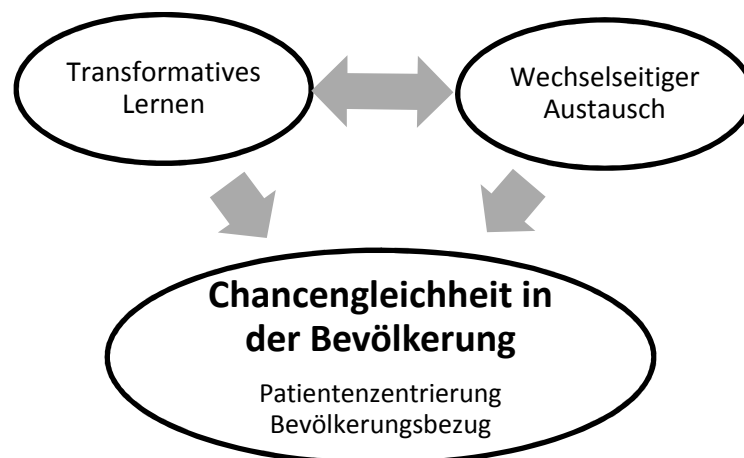 Transformatives
Lernen
Wechselseitiger
Austausch
Chancengleichheit in
der Bevölkerung
Patientenzentrierung
Bevölkerungsbezug